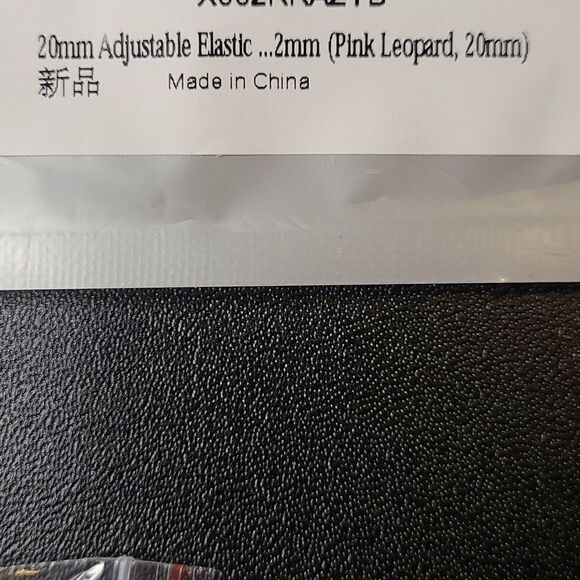 20mm Adjustable Elastic ...2mm (Pink Leopard, 20mm)
新品 Made in China